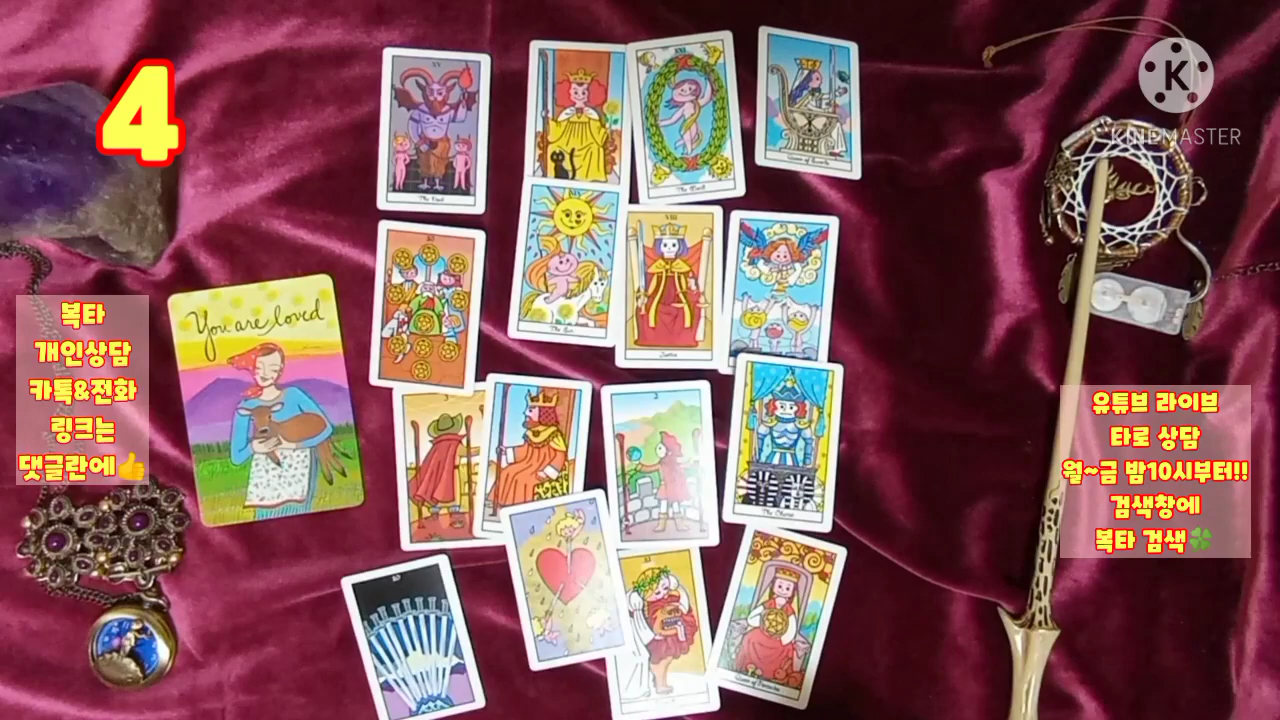 4
K
KINEMASTER
복타
개인상담
카톡&전화
링크는
댓글란에👍
유튜브 라이브
타로 상담
월~금 밤10시부터!!
검색창에
복타 검색🍀
You are loved
XV
The Devil
XXI
The World
Queen of Swords
The Sun
VIII
Justice
The Chariot
Queen of Pentacles